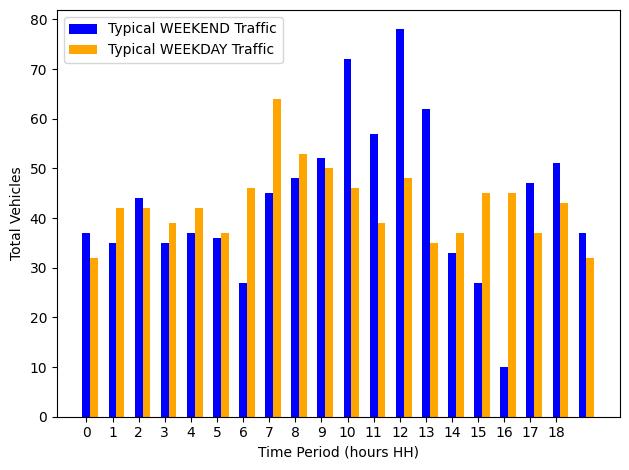 Typical WEEKEND Traffic
Typical WEEKDAY Traffic
Total Vehicles
80
70
60
50
40
30
20
10
0
0 1 2 3 4 5 6 7 8 9 10 11 12 13 14 15 16 17 18
Time Period (hours HH)